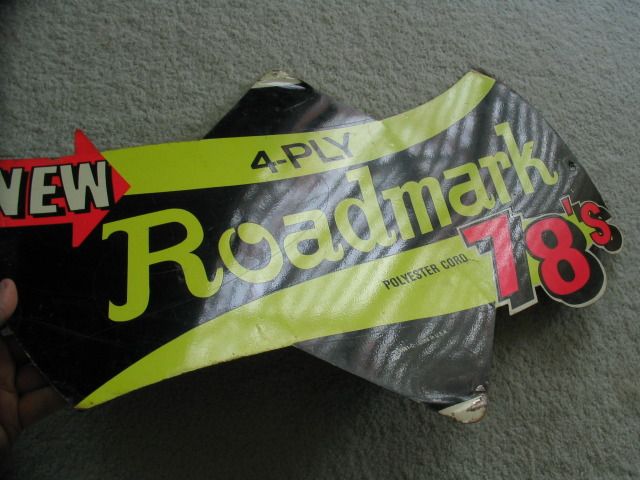 NEW
4-PLY
Roadmark
78's
POLYESTER CORD